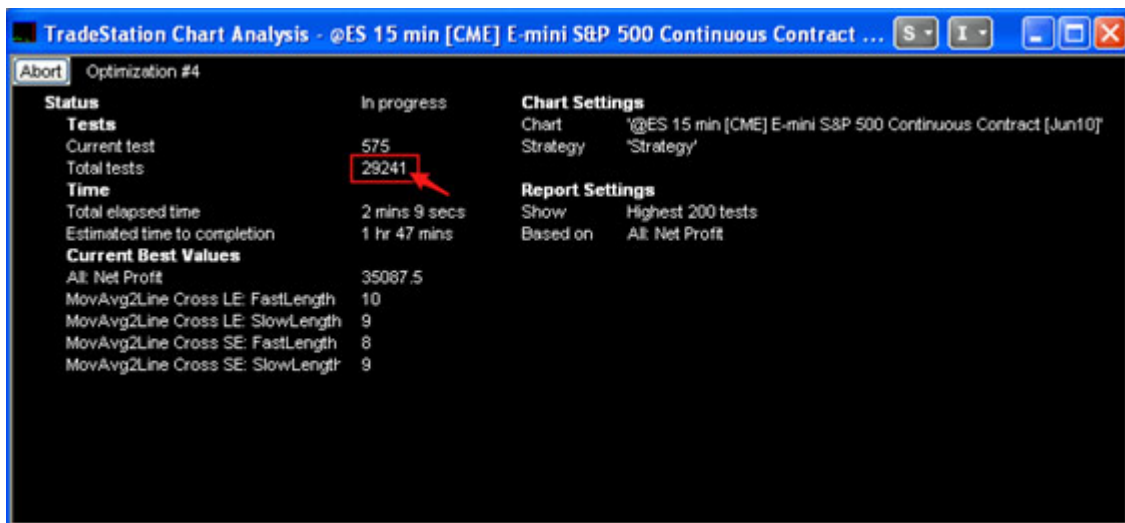 TradeStation Chart Analysis - @ES 15 min [CME] E-mini S&P 500 Continuous Contract ... S I
Abort Optimization #4
Status In progress Chart Settings
Tests Chart '@ES 15 min [CME] E-mini S&P 500 Continuous Contract [Jun10]'
Current test 575 Strategy 'Strategy'
Total tests 29241
Time Report Settings
Total elapsed time 2 mins 9 secs Show Highest 200 tests
Estimated time to completion 1 hr 47 mins Based on All: Net Profit
Current Best Values
All: Net Profit 35087.5
MovAvg2Line Cross LE: FastLength 10
MovAvg2Line Cross LE: SlowLength 9
MovAvg2Line Cross SE: FastLength 8
MovAvg2Line Cross SE: SlowLength 9